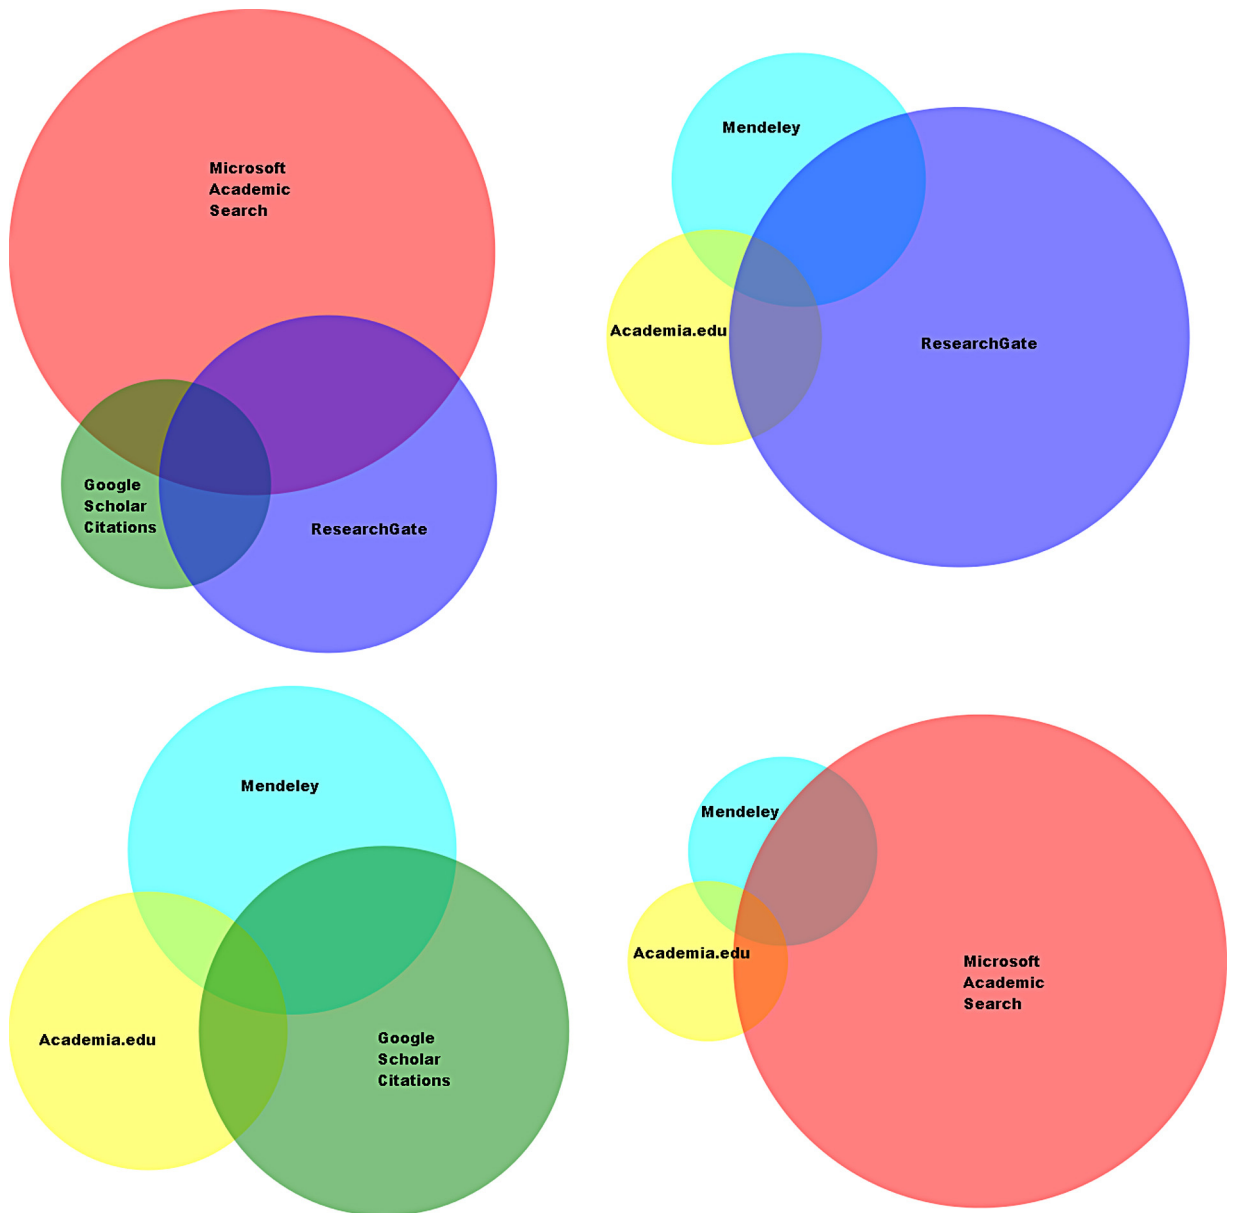 Microsoft
Academic
Search
Google
Scholar
Citations
ResearchGate
Mendeley
Academia.edu
ResearchGate
Mendeley
Academia.edu
Google
Scholar
Citations
Mendeley
Academia.edu
Microsoft
Academic
Search